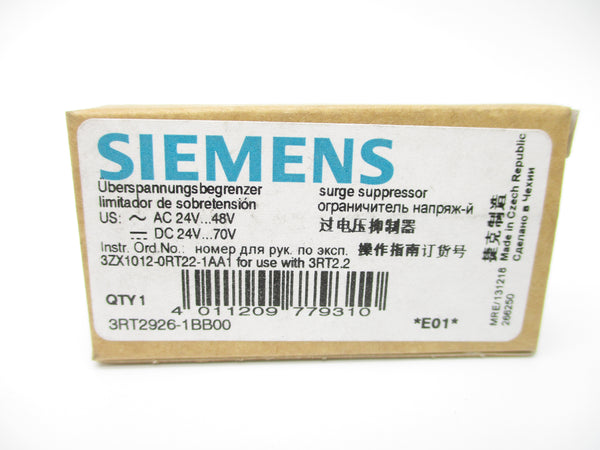 SIEMENS
Überspannungsbegrenzer
limitador de sobretensión
US: ~ AC 24V...48V
DC 24V...70V
surge suppressor
ограничитель напряж-й
过电压抑制器
Instr. Ord.No.: номер для рук. по эксп. 操作指南订货号
3ZX1012-0RT22-1AA1 for use with 3RT2.2
QTY 1
4 011209 779310
3RT2926-1BB00
*E01*
捷克制造
Made in Czech Republic
Сделано в Чехии
MRE/131218
266250